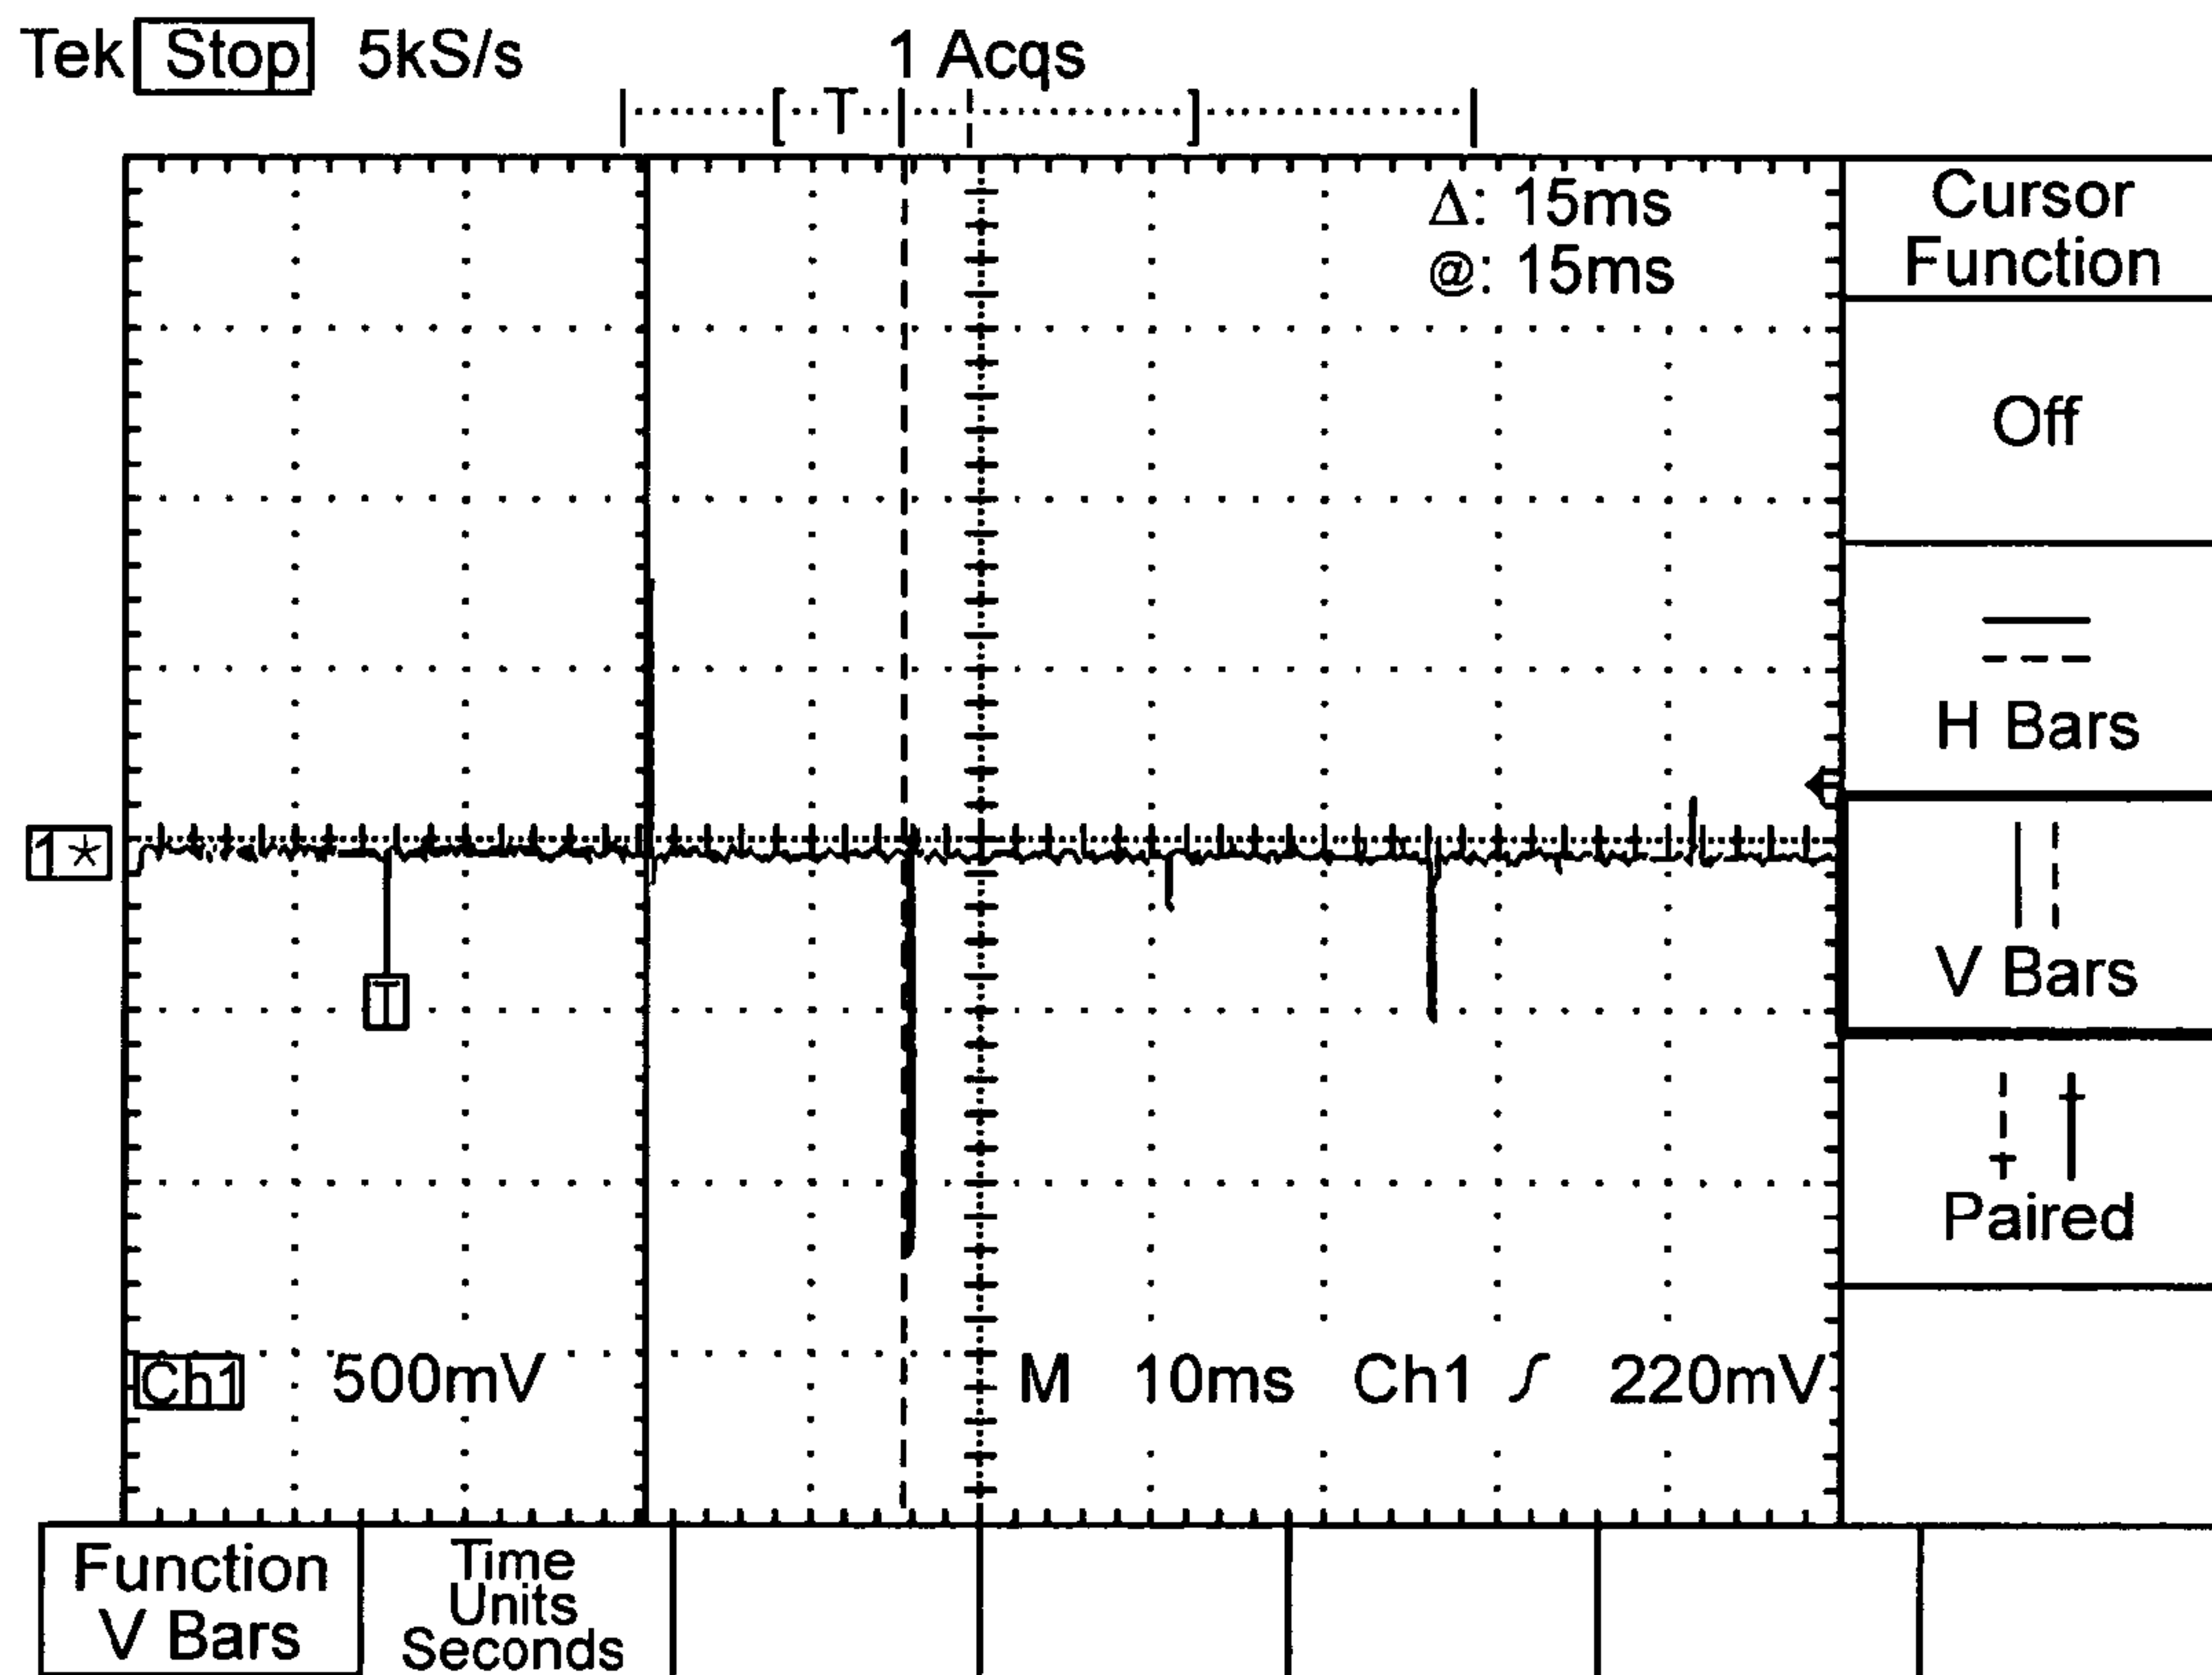 Tek Stop 5kS/s 1 Acqs
[ T ]
Δ: 15ms
@: 15ms
Cursor
Function
Off
H Bars
1*
V Bars
T
Paired
Ch1 500mV M 10ms Ch1 ∫ 220mV
Function
V Bars
Time
Units
Seconds